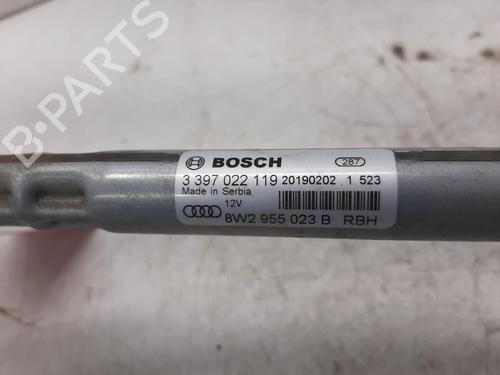 B-PARTS
BOSCH 287
3 397 022 119 20190202 1 523
Made in Serbia
12V
8W2 955 023 B RBH